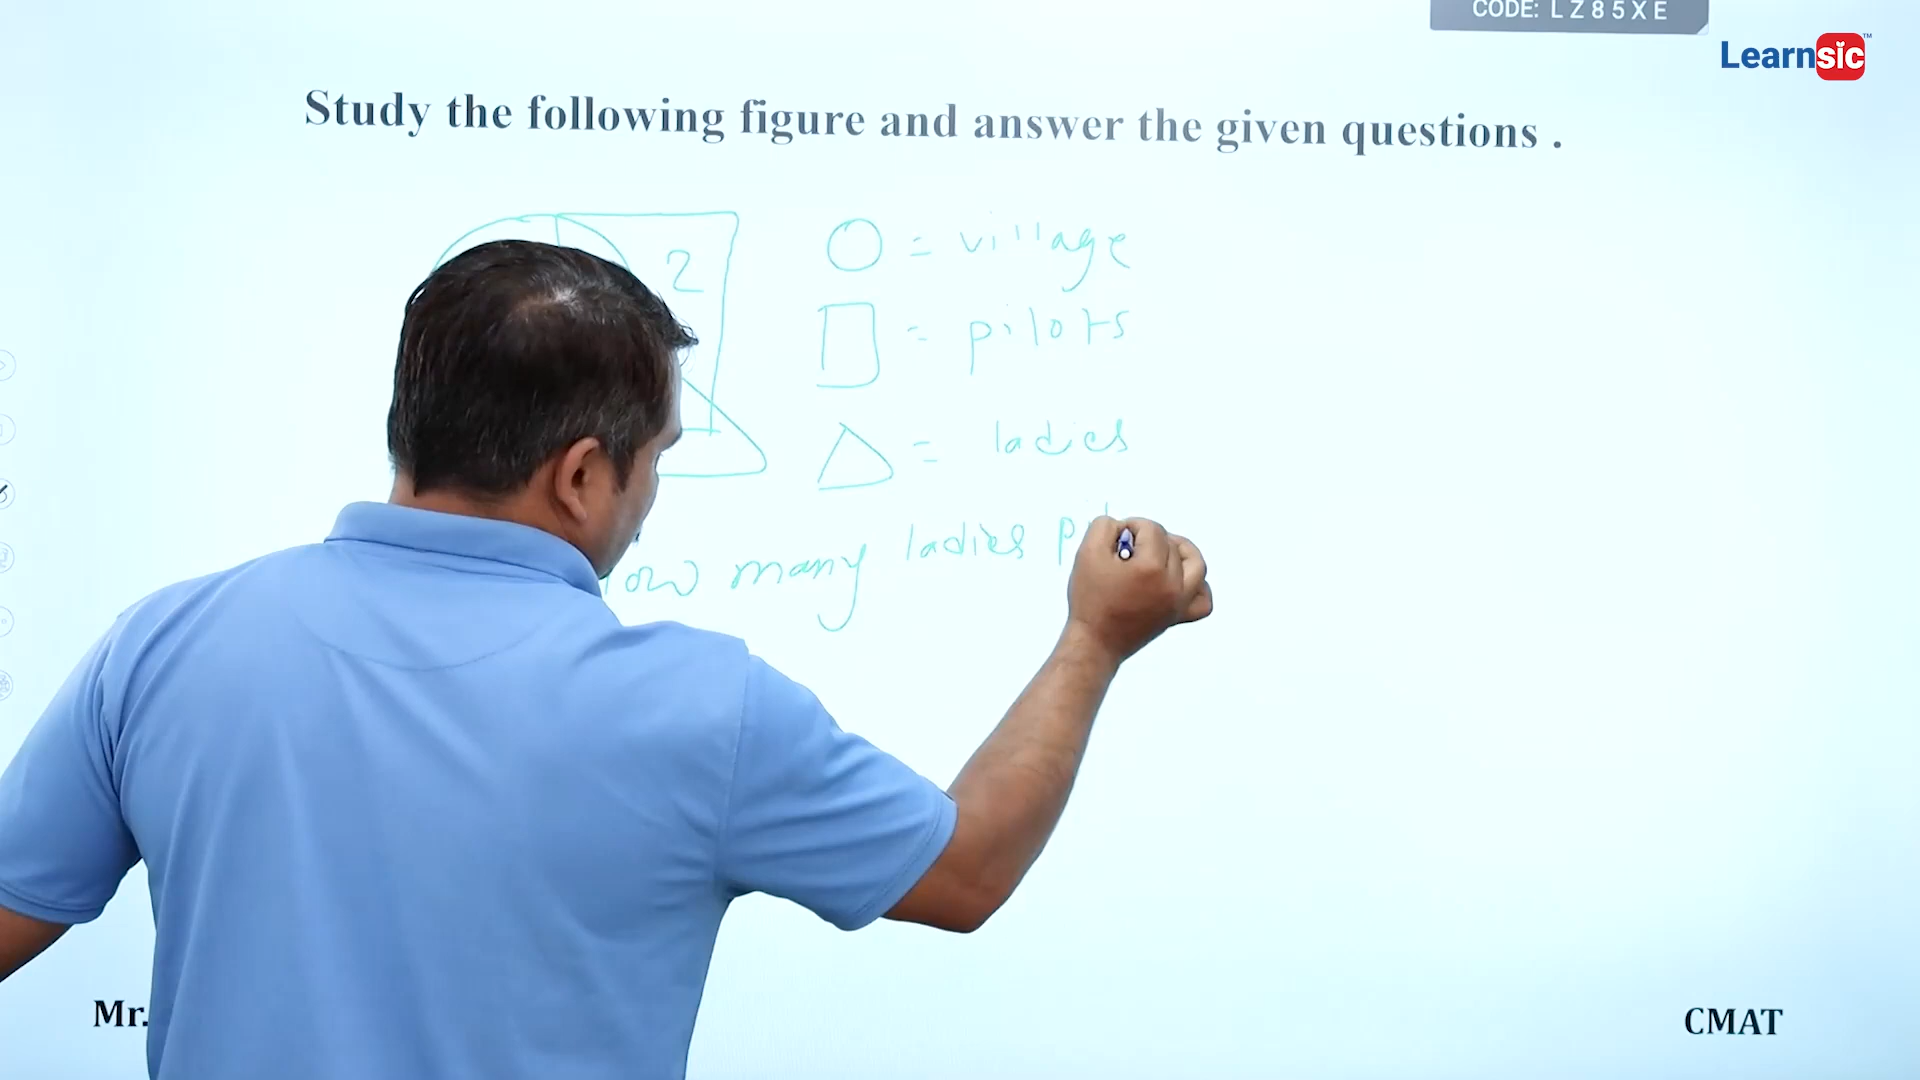 CODE: LZ85XE
Learnsic™
Study the following figure and answer the given questions .
2
= village
= pilots
= ladies
many ladies
Mr.
CMAT